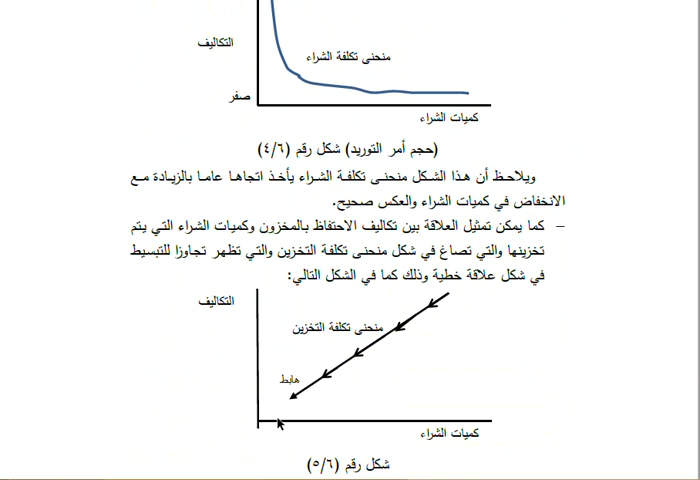 التكاليف
منحنى تكلفة الشراء
صفر
كميات الشراء
(حجم أمر التوريد) شكل رقم (٤/٦)
ويلاحظ أن هذا الشكل منحنى تكلفة الشراء يأخذ اتجاها عاما بالزيادة مع
الانخفاض في كميات الشراء والعكس صحيح.
– كما يمكن تمثيل العلاقة بين تكاليف الاحتفاظ بالمخزون وكميات الشراء التي يتم
تخزينها والتي تصاغ في شكل منحنى تكلفة التخزين والتي تظهر تجاوزا للتبسيط
في شكل علاقة خطية وذلك كما في الشكل التالي:
التكاليف
منحنى تكلفة التخزين
هابط
كميات الشراء
شكل رقم (٥/٦)